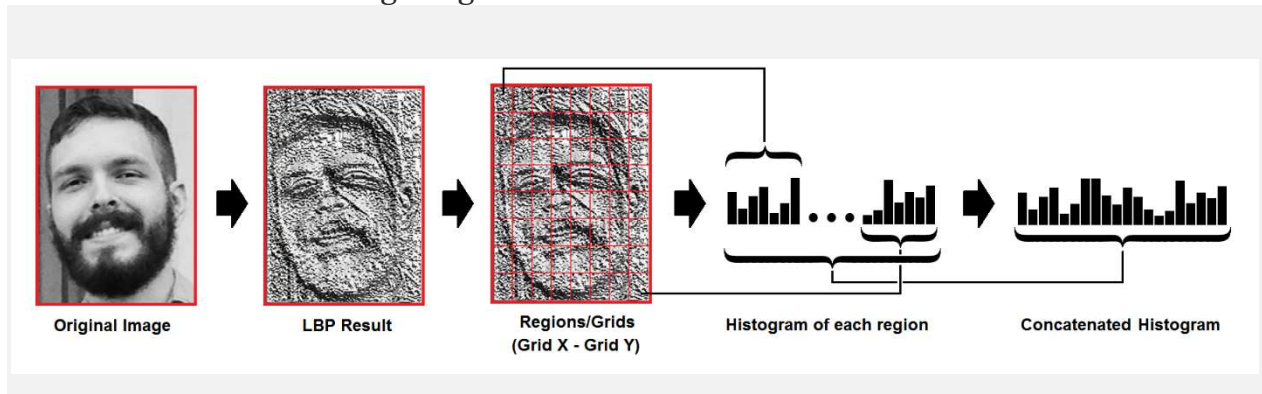 Original Image
LBP Result
Regions/Grids
(Grid X - Grid Y)
Histogram of each region
Concatenated Histogram